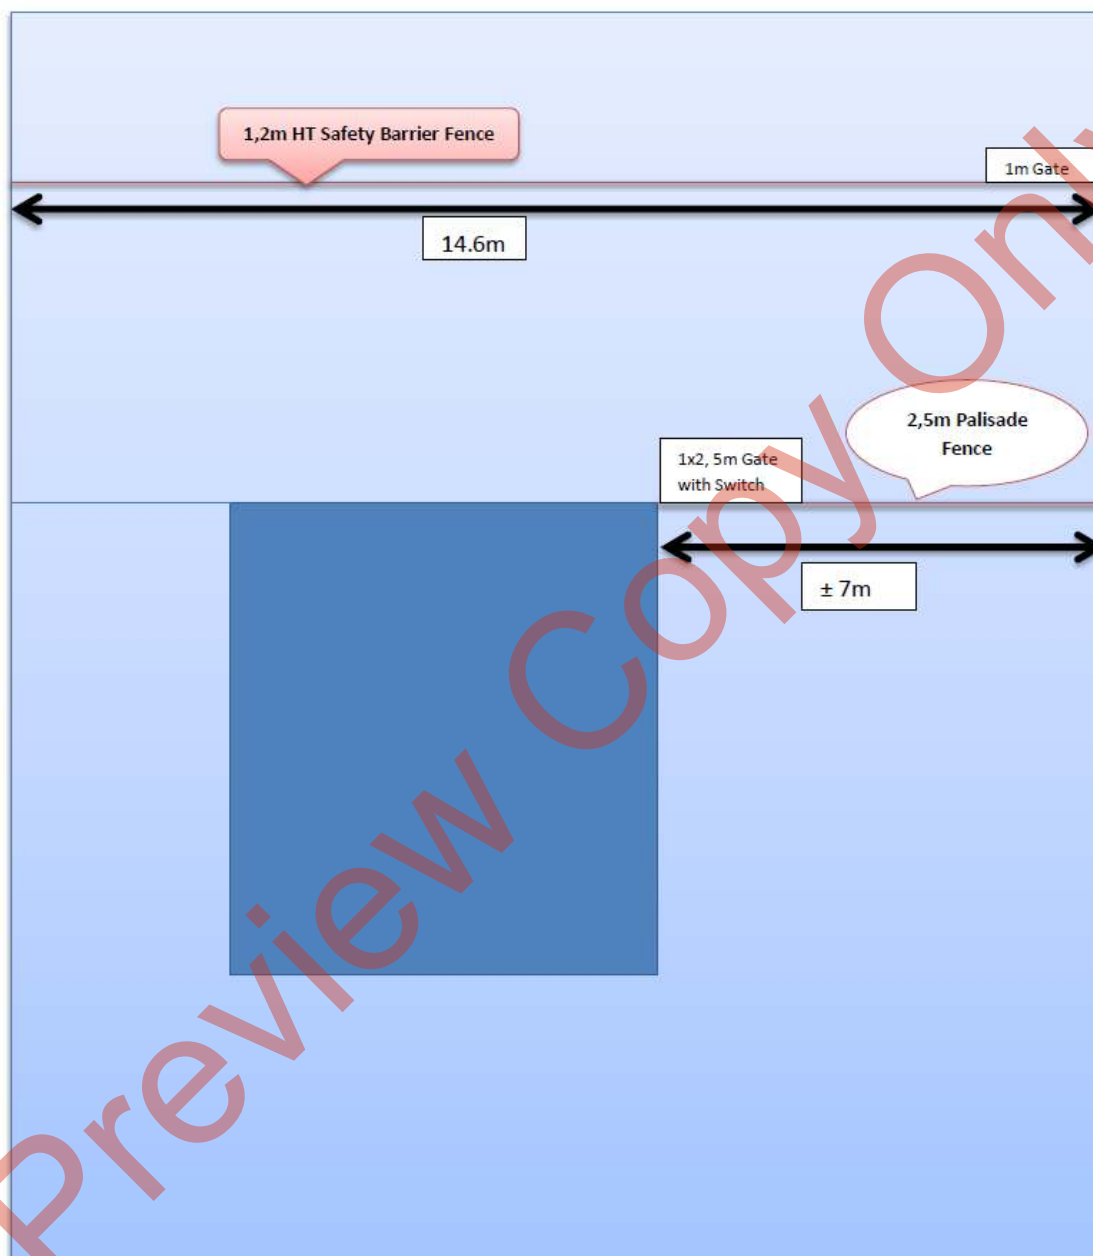 1,2m HT Safety Barrier Fence
1m Gate
14.6m
2,5m Palisade
Fence
1x2, 5m Gate
with Switch
± 7m
Preview Copy Only